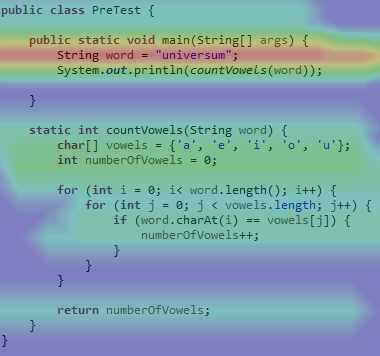 public class PreTest {
public static void main(String[] args) {
String word = "universum";
System.out.println(countVowels(word));
}
static int countVowels(String word) {
char[] vowels = {'a', 'e', 'i', 'o', 'u'};
int numberOfVowels = 0;
for (int i = 0; i< word.length(); i++) {
for (int j = 0; j < vowels.length; j++) {
if (word.charAt(i) == vowels[j]) {
numberOfVowels++;
}
}
}
return numberOfVowels;
}
}